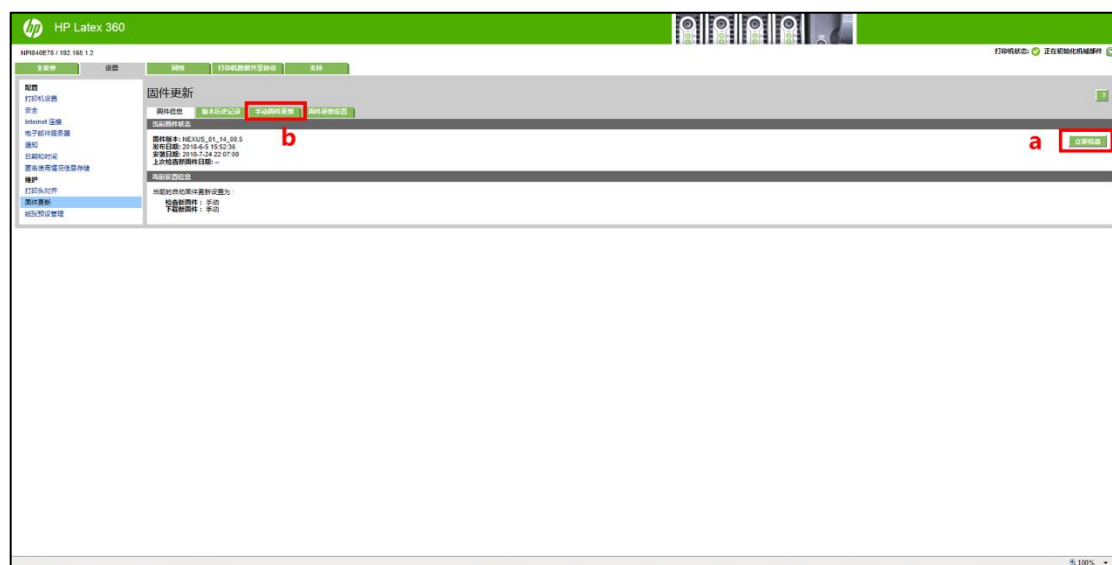 hp HP Latex 360
NPI840E78 / 192.168.1.2
打印机状态: 正在初始化机械部件
主菜单 设置 网络 打印机数据共享协议 支持
配置
打印机设置
安全
Internet 连接
电子邮件服务器
通知
日期和时间
匿名使用情况信息存储
维护
打印头对齐
固件更新
纸张预设管理
固件更新
?
固件信息 版本历史记录 手动固件更新 固件更新设置
当前固件状态
固件版本: NEXUS_01_14_00.5
发布日期: 2018-6-5 15:52:36
安装日期: 2018-7-24 22:07:00
上次检查新固件日期: --
b
a
立即检查
当前设置信息
当前的自动固件更新设置为：
检查新固件： 手动
下载新固件： 手动
100%